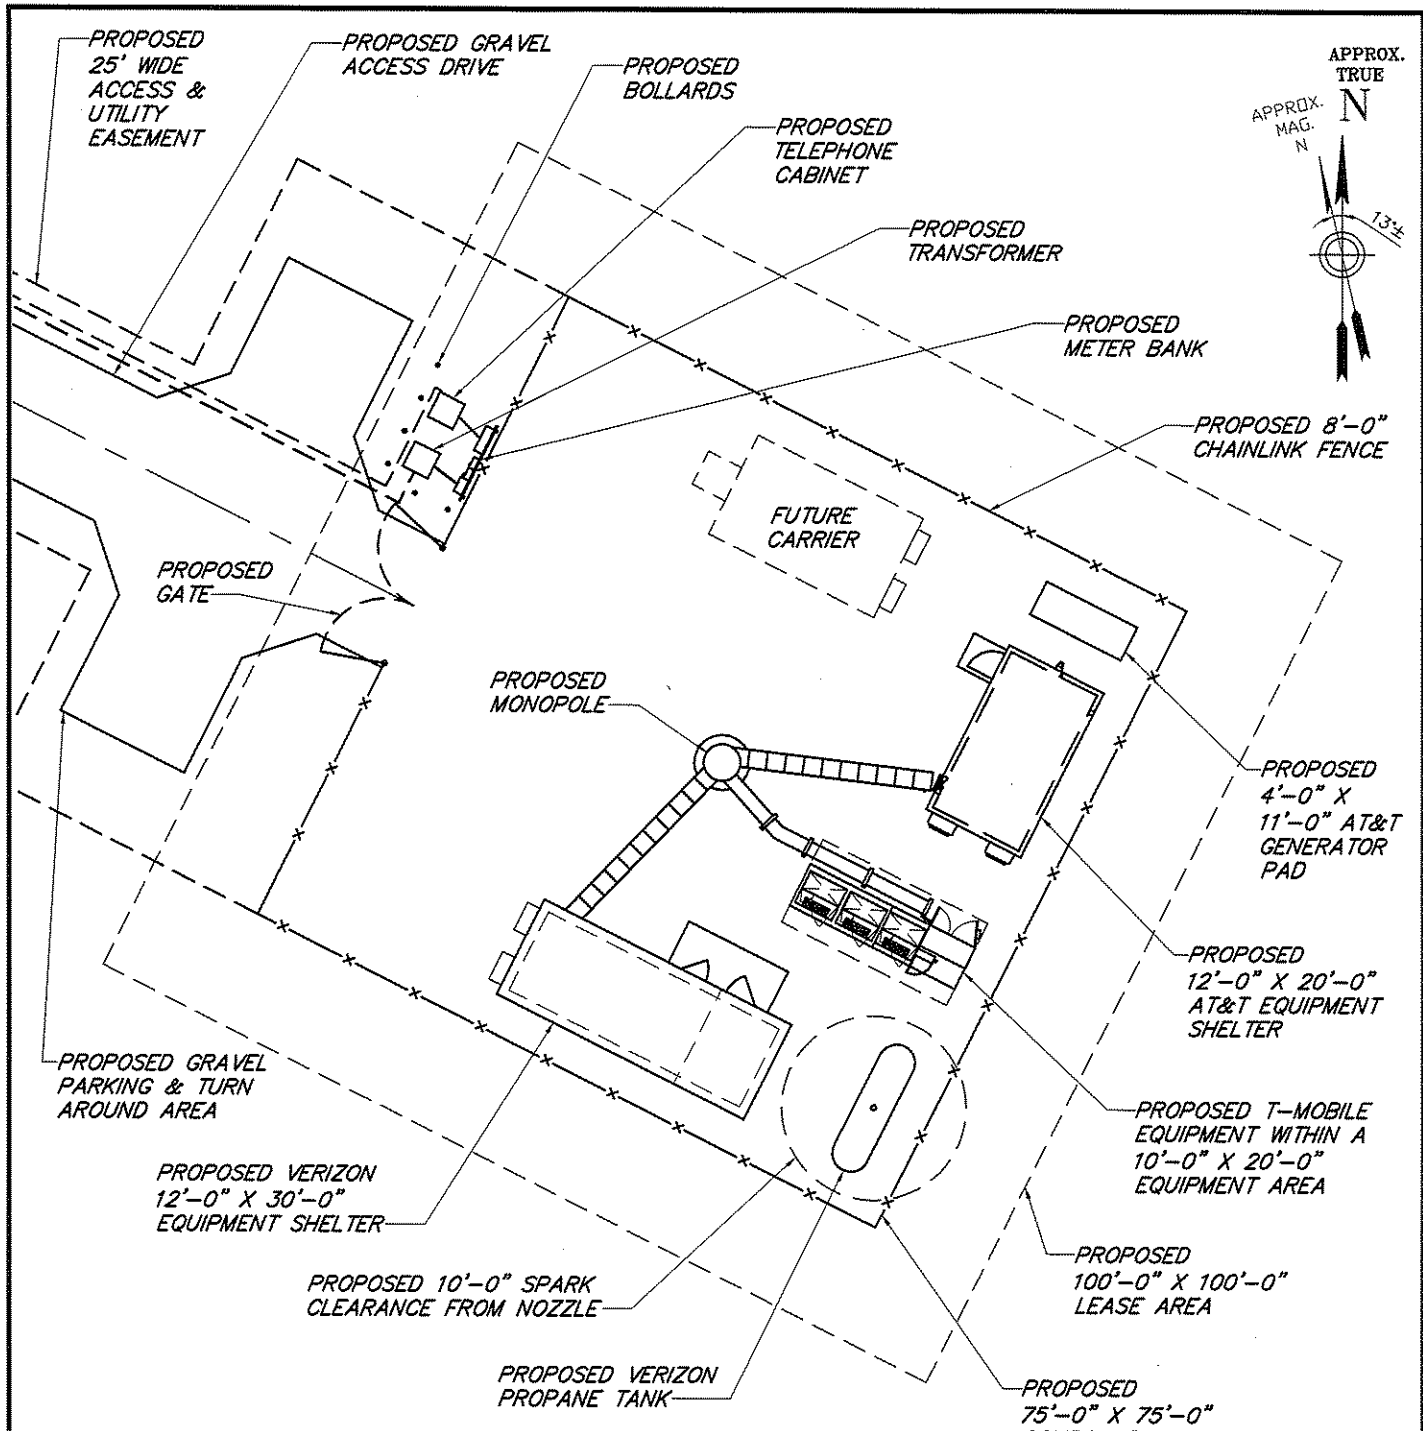 PROPOSED
25' WIDE
ACCESS &
UTILITY
EASEMENT
PROPOSED GRAVEL
ACCESS DRIVE
PROPOSED
BOLLARDS
PROPOSED
TELEPHONE
CABINET
PROPOSED
TRANSFORMER
PROPOSED
METER BANK
APPROX.
TRUE
N
APPROX.
MAG.
N
13°±
PROPOSED 8'-0"
CHAINLINK FENCE
FUTURE
CARRIER
PROPOSED
GATE
PROPOSED
MONOPOLE
PROPOSED
4'-0" X
11'-0" AT&T
GENERATOR
PAD
PROPOSED
12'-0" X 20'-0"
AT&T EQUIPMENT
SHELTER
PROPOSED GRAVEL
PARKING & TURN
AROUND AREA
PROPOSED T-MOBILE
EQUIPMENT WITHIN A
10'-0" X 20'-0"
EQUIPMENT AREA
PROPOSED VERIZON
12'-0" X 30'-0"
EQUIPMENT SHELTER
PROPOSED
100'-0" X 100'-0"
LEASE AREA
PROPOSED 10'-0" SPARK
CLEARANCE FROM NOZZLE
PROPOSED VERIZON
PROPANE TANK
PROPOSED
75'-0" X 75'-0"